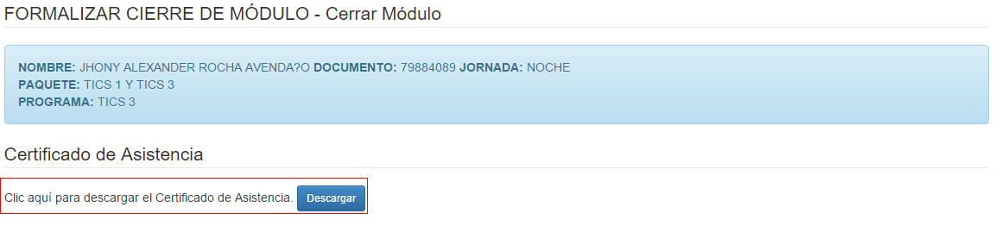 FORMALIZAR CIERRE DE MÓDULO - Cerrar Módulo
NOMBRE: JHONY ALEXANDER ROCHA AVENDA?O DOCUMENTO: 79884089 JORNADA: NOCHE
PAQUETE: TICS 1 Y TICS 3
PROGRAMA: TICS 3
Certificado de Asistencia
Clic aquí para descargar el Certificado de Asistencia. Descargar